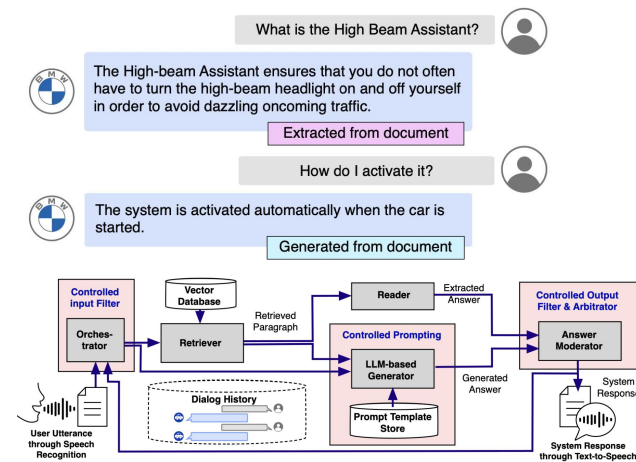 What is the High Beam Assistant?
BMW
The High-beam Assistant ensures that you do not often
have to turn the high-beam headlight on and off yourself
in order to avoid dazzling oncoming traffic.
Extracted from document
How do I activate it?
BMW
The system is activated automatically when the car is
started.
Generated from document
Controlled
input Filter
Orches-
trator
Vector
Database
Retriever
Retrieved
Paragraph
Reader
Extracted
Answer
Controlled Prompting
LLM-based
Generator
Prompt Template
Store
Generated
Answer
Controlled Output
Filter & Arbitrator
Answer
Moderator
Dialog History
User Utterance
through Speech
Recognition
System
Response
System Response
through Text-to-Speech